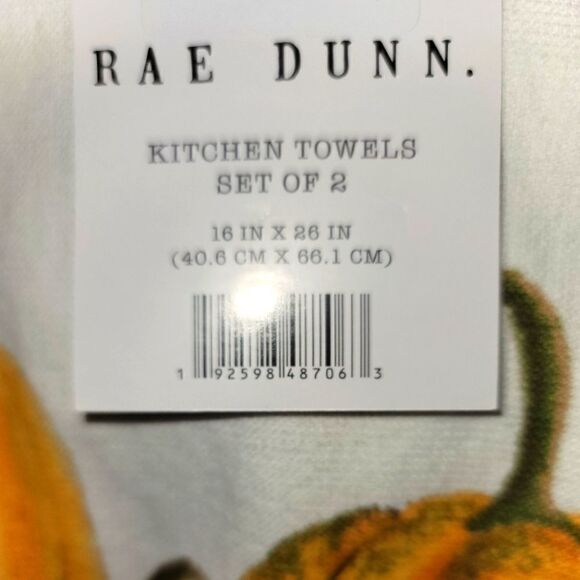 RAE DUNN.
KITCHEN TOWELS
SET OF 2
16 IN X 26 IN
(40.6 CM X 66.1 CM)
1 92598 48706 3